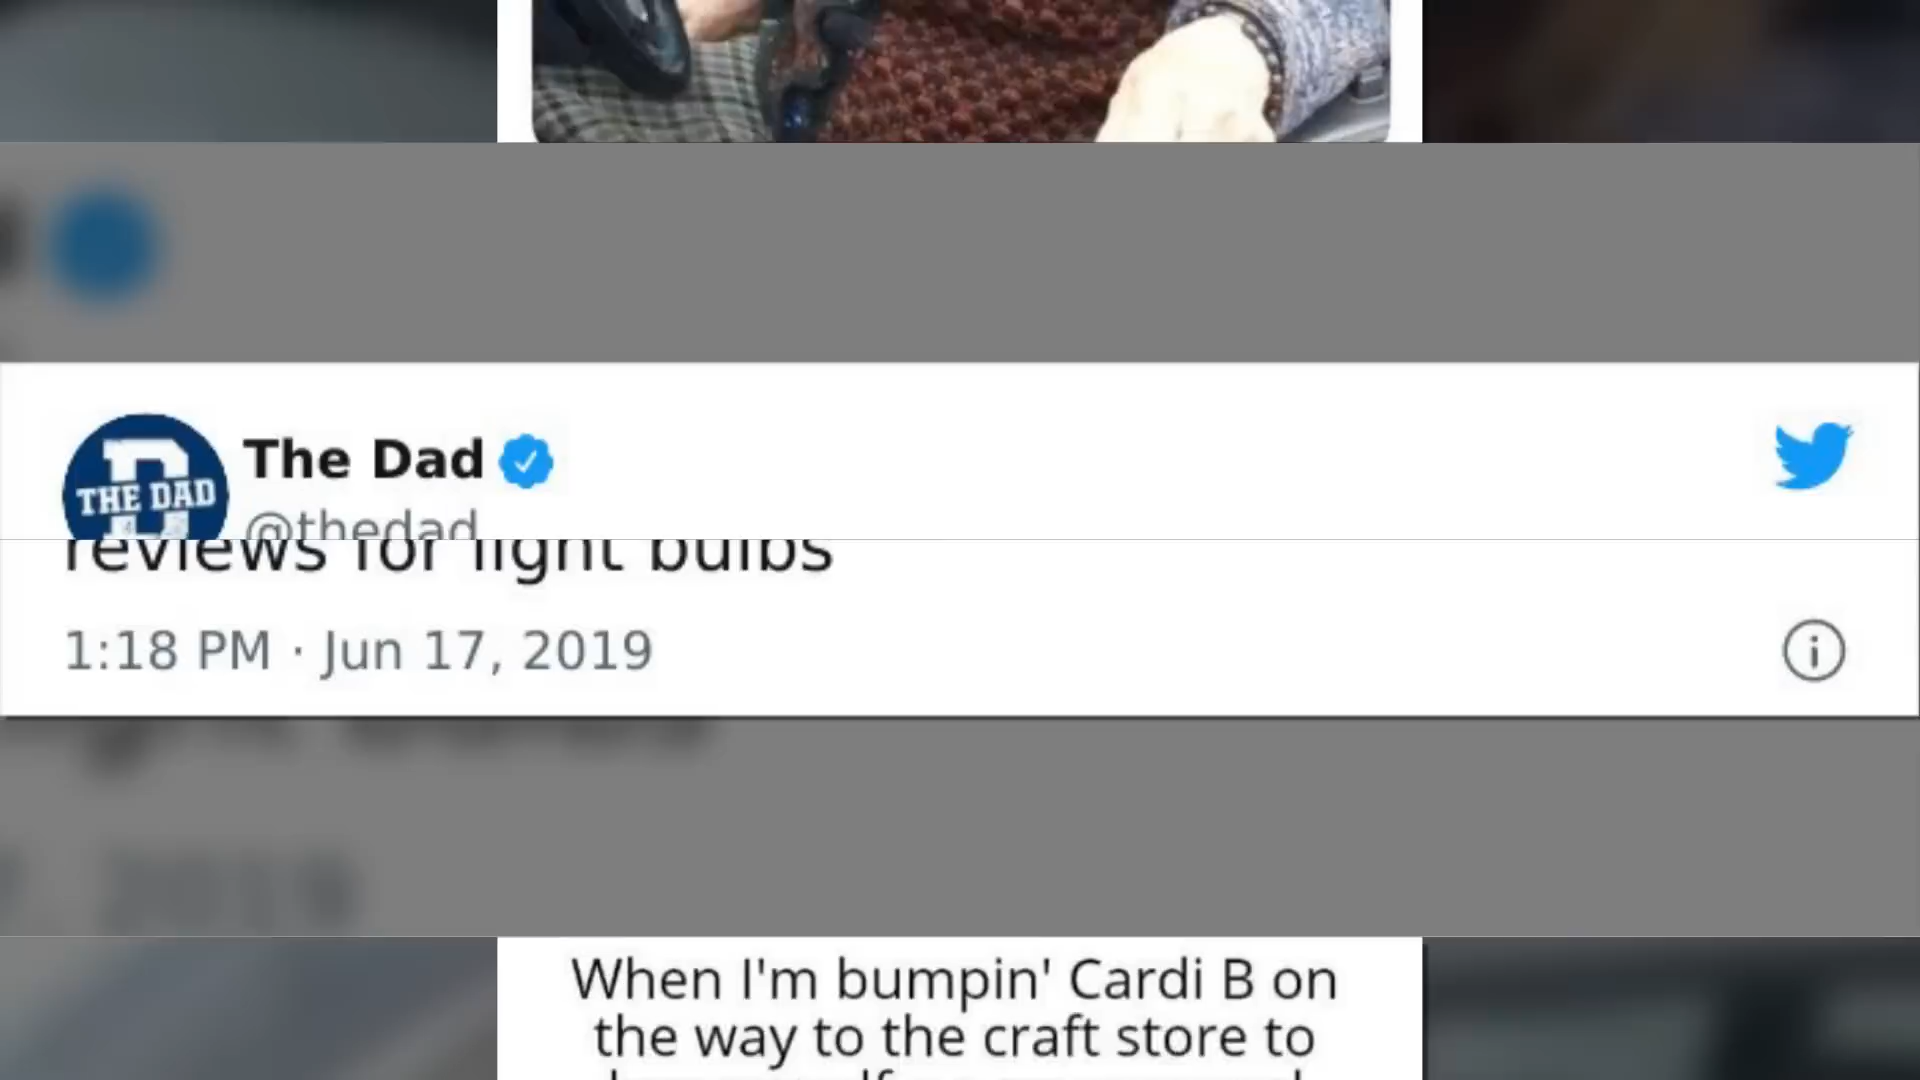 The Dad
THE DAD
@thedad
reviews for light bulbs
1:18 PM · Jun 17, 2019
2019
When I'm bumpin' Cardi B on
the way to the craft store to